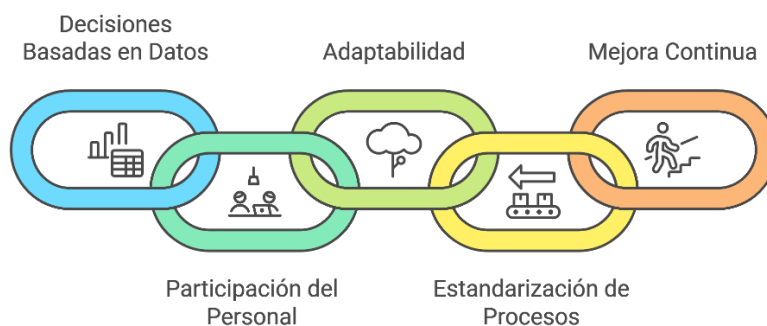 Decisiones
Basadas en Datos
Adaptabilidad
Mejora Continua
Participación del
Personal
Estandarización de
Procesos